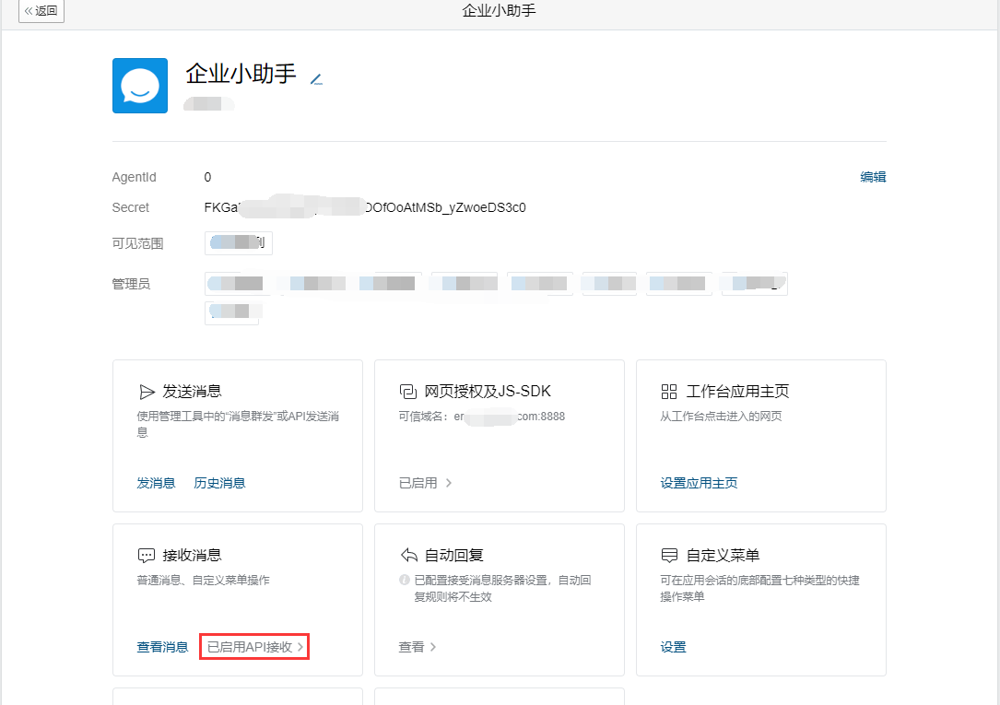 返回
企业小助手
企业小助手
AgentId 0 编辑
Secret FKGa OfOoAtMSb_yZwoeDS3c0
可见范围
管理员
发送消息
使用管理工具中的“消息群发”或API发送消
息
发消息 历史消息
网页授权及JS-SDK
可信域名: er com:8888
已启用
工作台应用主页
从工作台点击进入的网页
设置应用主页
接收消息
普通消息、自定义菜单操作
查看消息 已启用API接收
自动回复
已配置接受消息服务器设置，自动回
复规则将不生效
查看
自定义菜单
可在应用会话的底部配置七种类型的快捷
操作菜单
设置